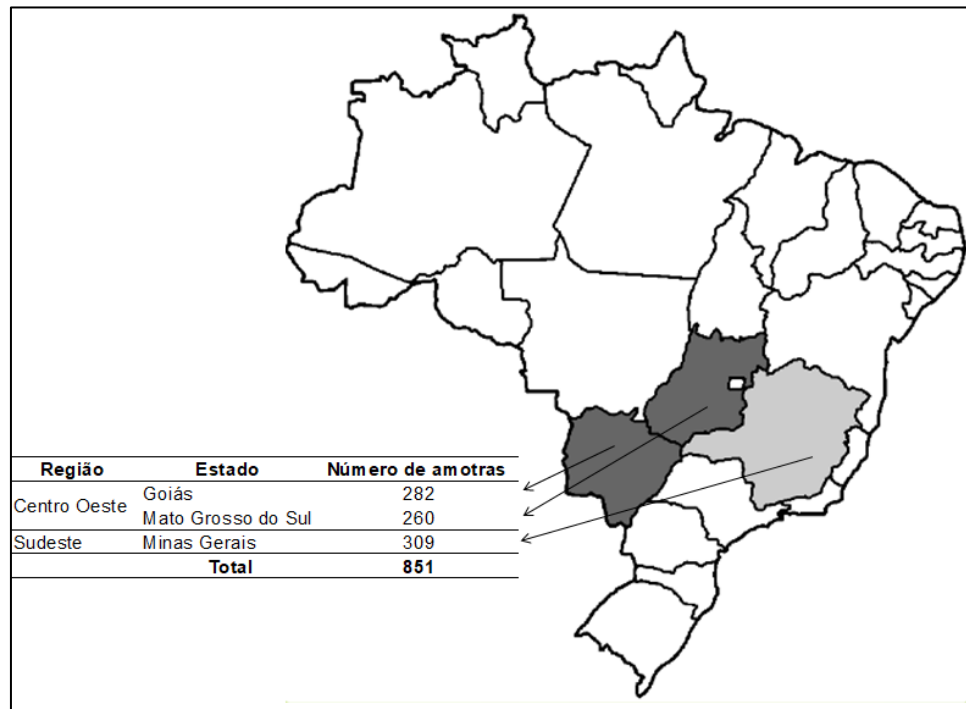 Região Estado Número de amotras
Centro Oeste Goiás 282
Mato Grosso do Sul 260
Sudeste Minas Gerais 309
Total 851